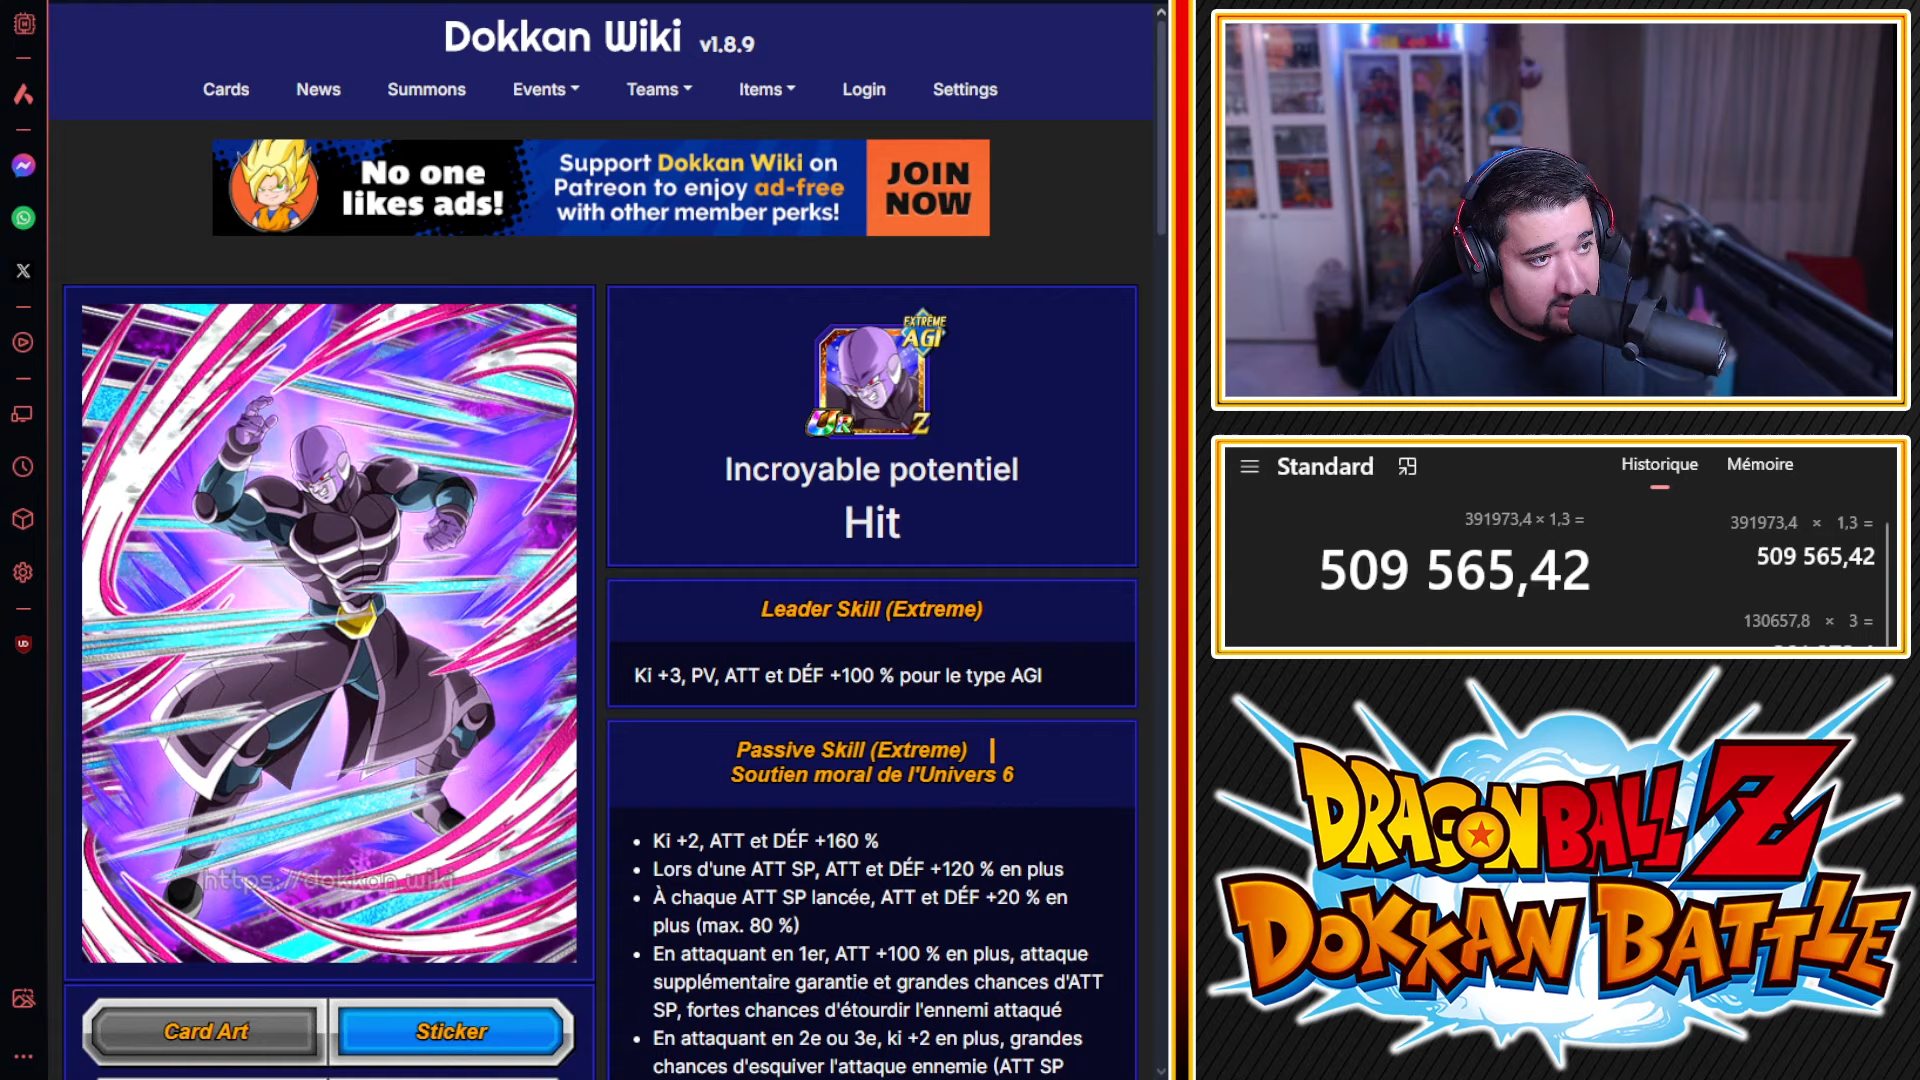 Dokkan Wiki v1.8.9
Cards News Summons Events Teams Items Login Settings
No one
likes ads!
Support Dokkan Wiki on
Patreon to enjoy ad-free
with other member perks!
JOIN
NOW
https://dokkan.wiki
Card Art
Sticker
EXTRÊME
AGI
UR
Z
Incroyable potentiel
Hit
Leader Skill (Extreme)
Ki +3, PV, ATT et DÉF +100 % pour le type AGI
Passive Skill (Extreme) |
Soutien moral de l'Univers 6
• Ki +2, ATT et DÉF +160 %
• Lors d'une ATT SP, ATT et DÉF +120 % en plus
• À chaque ATT SP lancée, ATT et DÉF +20 % en
plus (max. 80 %)
• En attaquant en 1er, ATT +100 % en plus, attaque
supplémentaire garantie et grandes chances d'ATT
SP, fortes chances d'étourdir l'ennemi attaqué
• En attaquant en 2e ou 3e, ki +2 en plus, grandes
chances d'esquiver l'attaque ennemie (ATT SP
Standard
Historique Mémoire
391973,4 × 1,3 =
509 565,42
391973,4 × 1,3 =
509 565,42
130657,8 × 3 =
DRAGON BALL Z
DOKKAN BATTLE